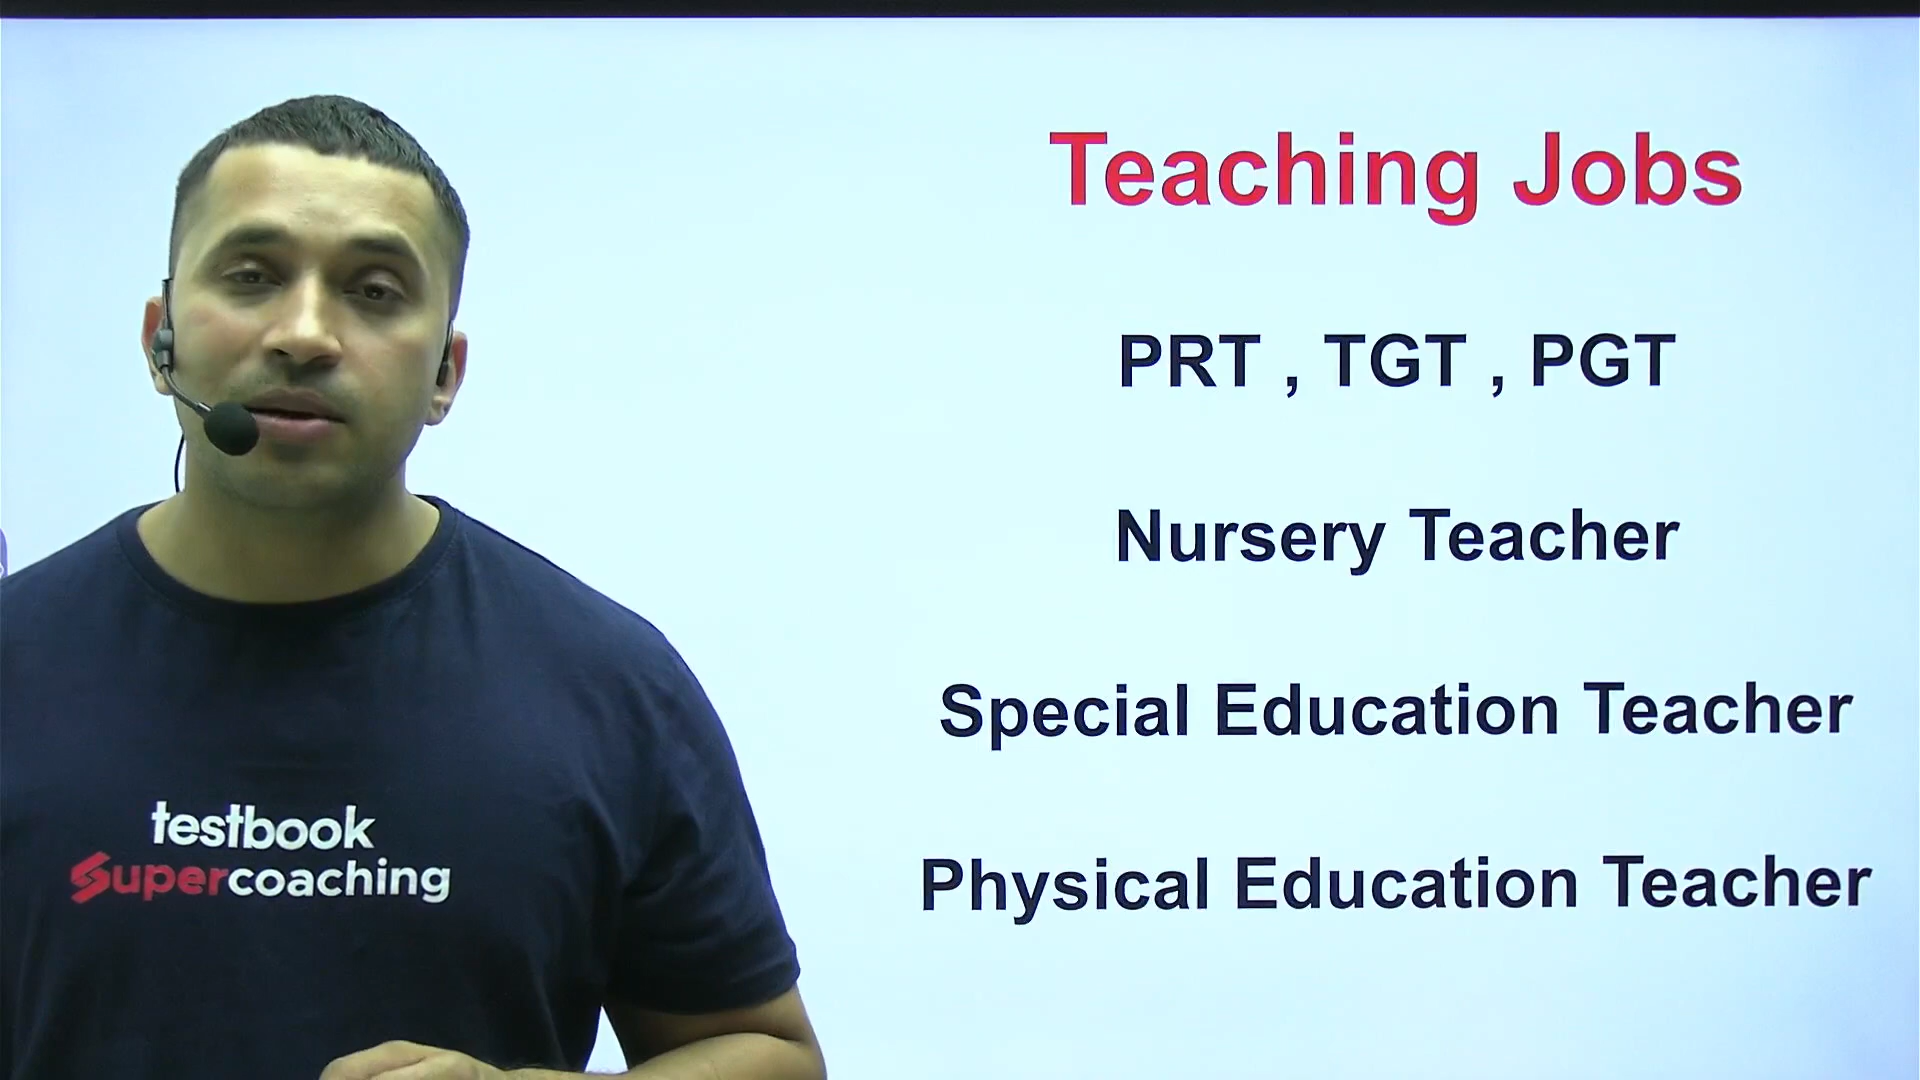 Teaching Jobs
PRT , TGT , PGT
Nursery Teacher
Special Education Teacher
Physical Education Teacher
testbook
Supercoaching